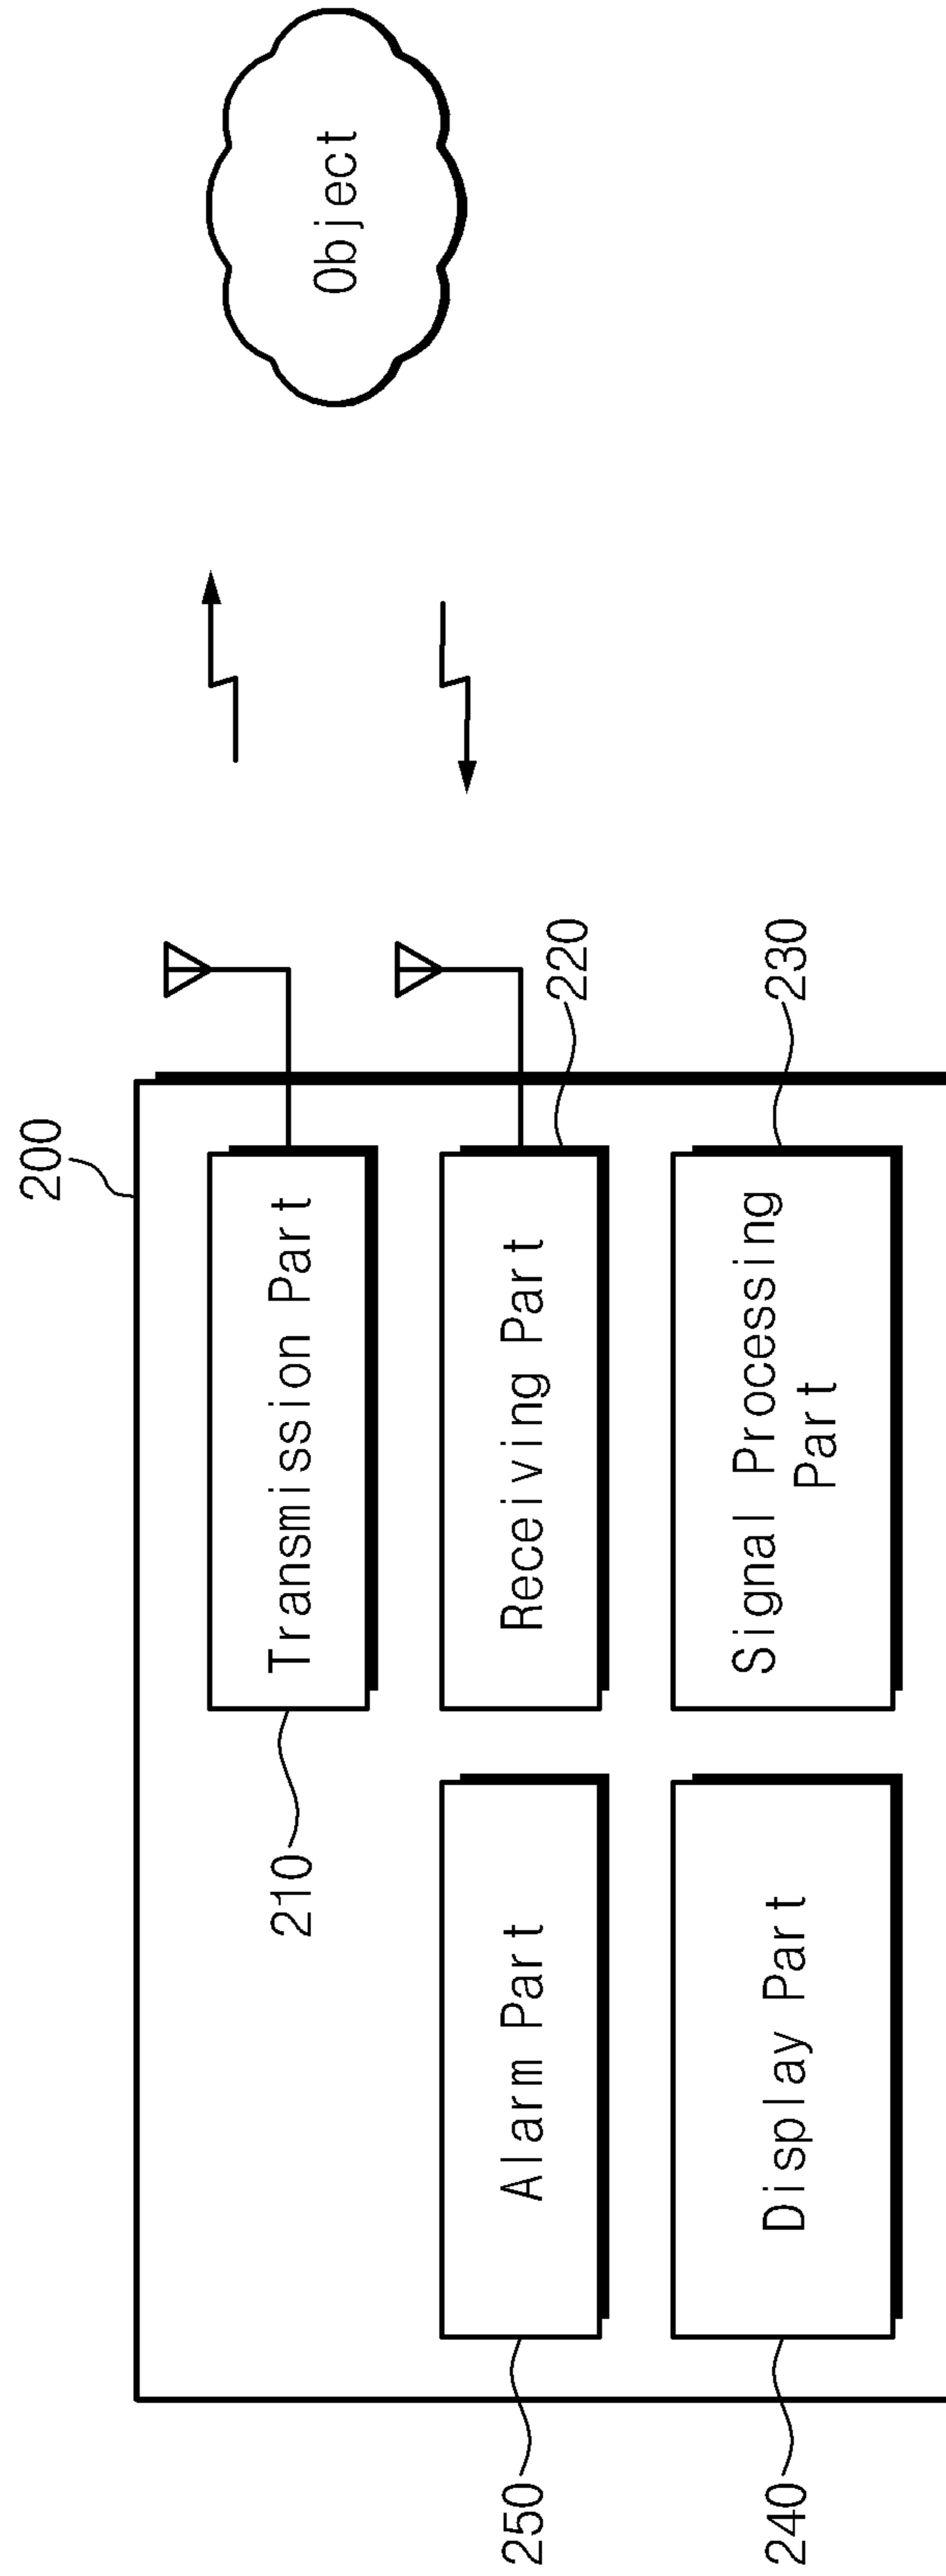 200
Transmission Part
210
Object
250
Alarm Part
Receiving Part
220
240
Display Part
Signal Processing
Part
230